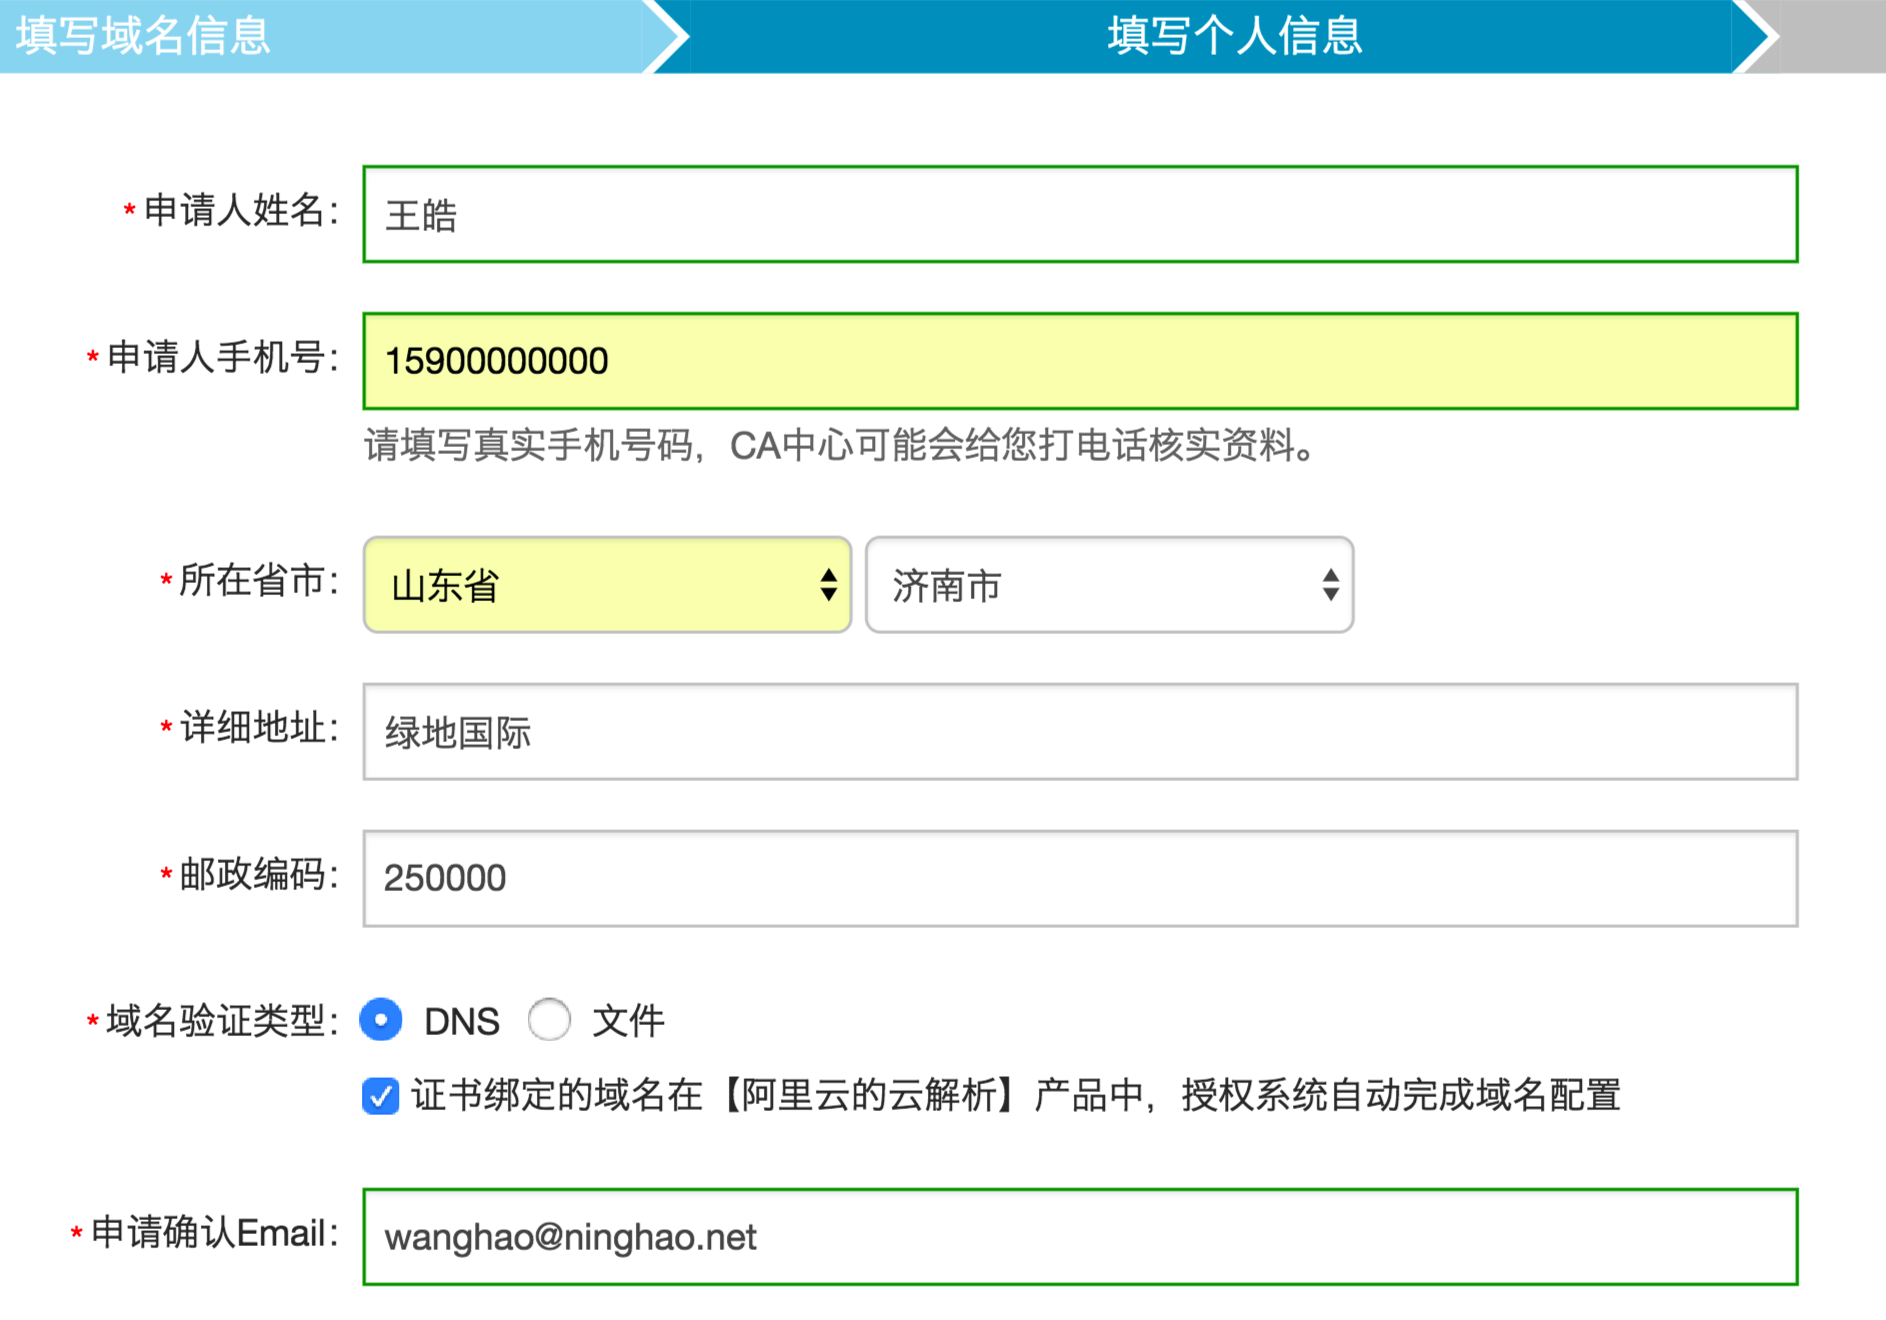 填写域名信息 填写个人信息
*申请人姓名: 王皓
*申请人手机号: 15900000000
请填写真实手机号码，CA中心可能会给您打电话核实资料。
*所在省市: 山东省 济南市
*详细地址: 绿地国际
*邮政编码: 250000
*域名验证类型: DNS 文件
证书绑定的域名在【阿里云的云解析】产品中，授权系统自动完成域名配置
*申请确认Email: wanghao@ninghao.net